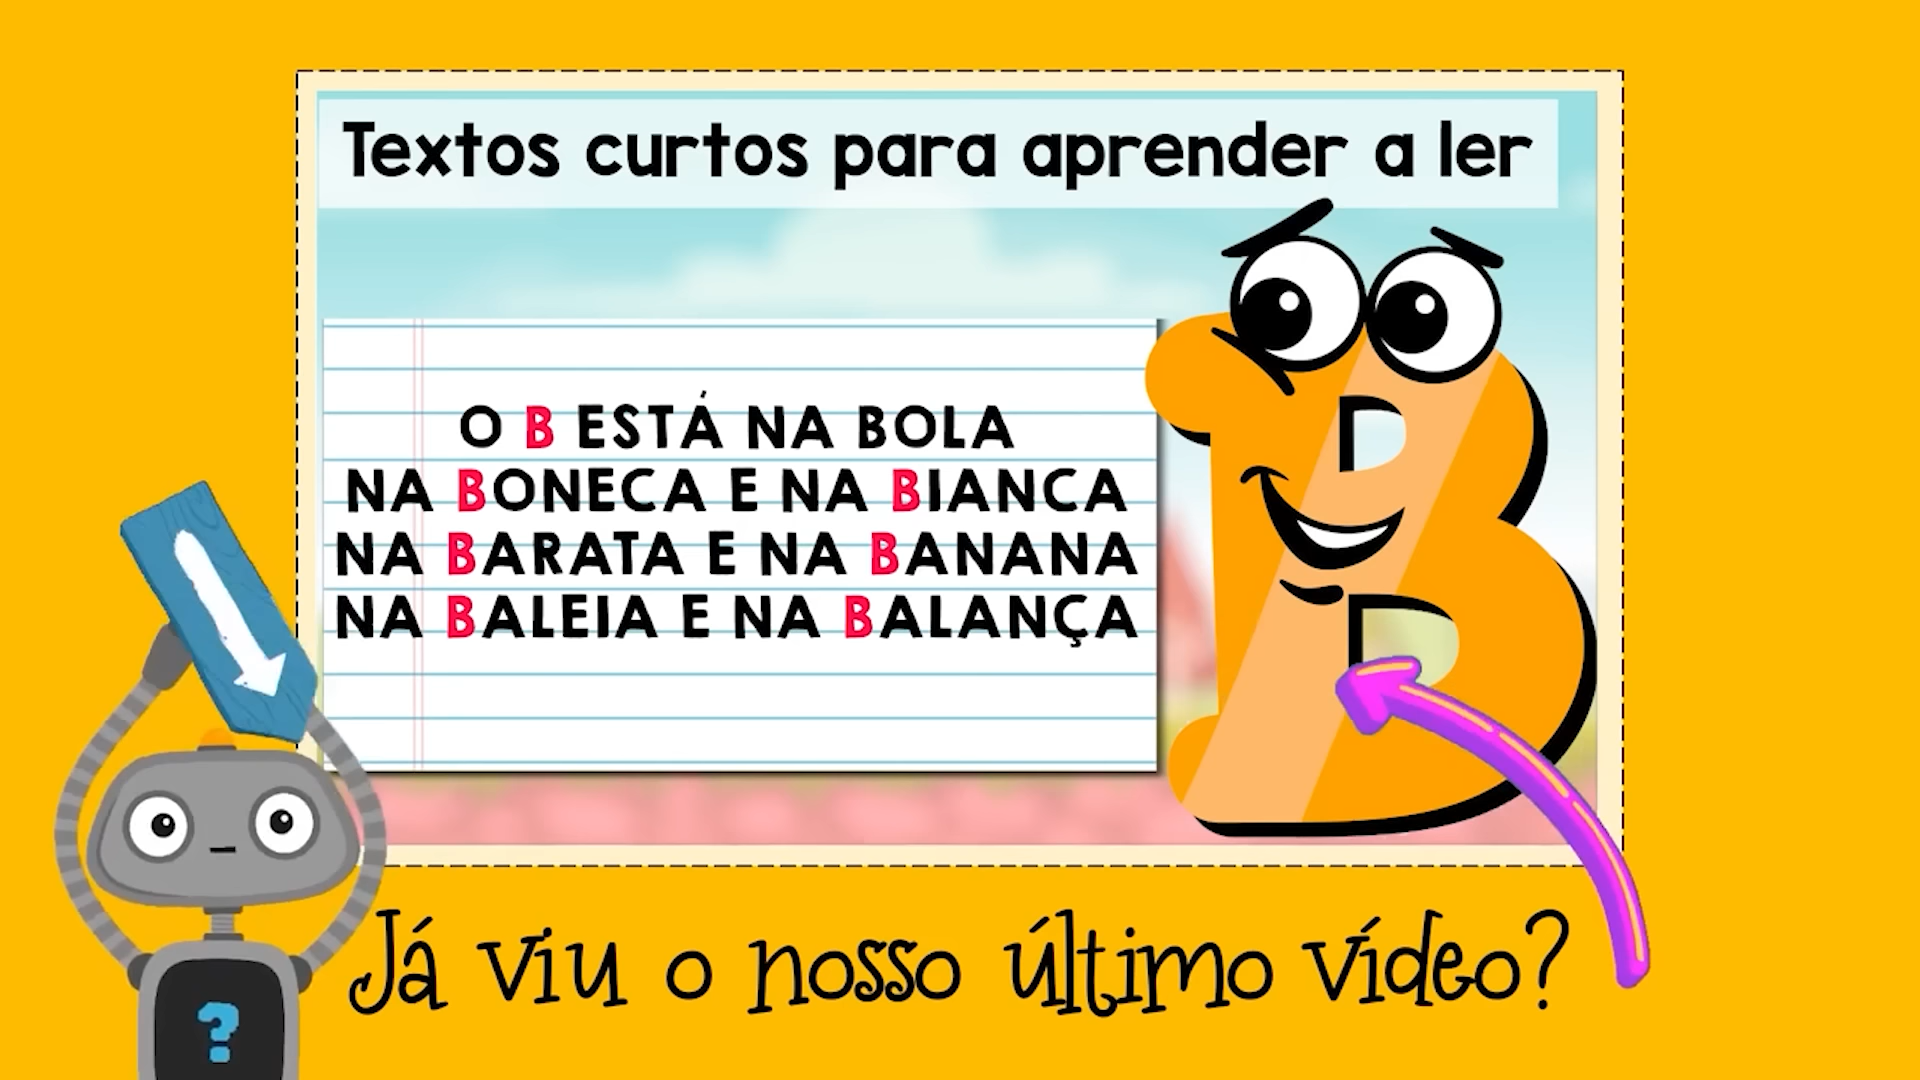 Textos curtos para aprender a ler
O B ESTÁ NA BOLA
NA BONECA E NA BIANCA
NA BARATA E NA BANANA
NA BALEIA E NA BALANÇA
B
?
Já viu o nosso último vídeo?